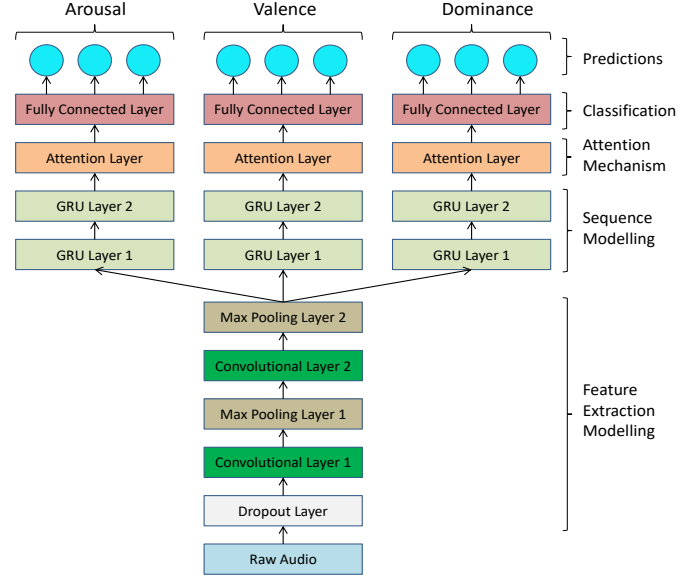 Arousal Valence Dominance
Predictions
Fully Connected Layer Fully Connected Layer Fully Connected Layer Classification
Attention Layer Attention Layer Attention Layer Attention
Mechanism
GRU Layer 2 GRU Layer 2 GRU Layer 2 Sequence
Modelling
GRU Layer 1 GRU Layer 1 GRU Layer 1
Max Pooling Layer 2
Convolutional Layer 2
Feature
Extraction
Modelling
Max Pooling Layer 1
Convolutional Layer 1
Dropout Layer
Raw Audio